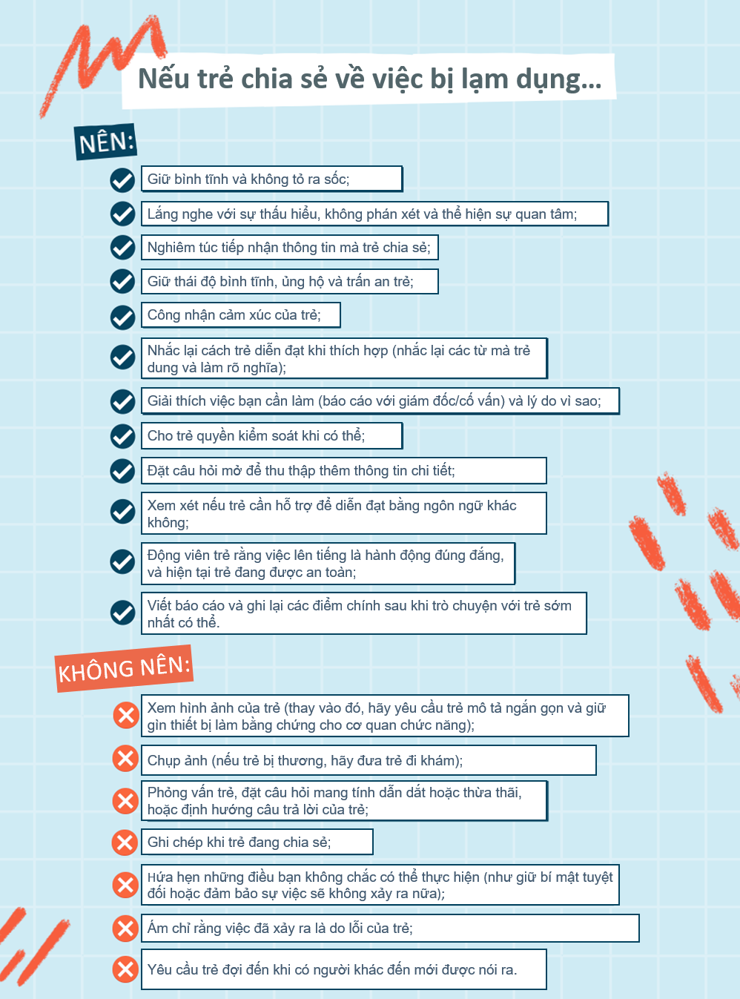 Nếu trẻ chia sẻ về việc bị lạm dụng...
NÊN:
Giữ bình tĩnh và không tỏ ra sốc;
Lắng nghe với sự thấu hiểu, không phán xét và thể hiện sự quan tâm;
Nghiêm túc tiếp nhận thông tin mà trẻ chia sẻ;
Giữ thái độ bình tĩnh, ủng hộ và trấn an trẻ;
Công nhận cảm xúc của trẻ;
Nhắc lại cách trẻ diễn đạt khi thích hợp (nhắc lại các từ mà trẻ
dung và làm rõ nghĩa);
Giải thích việc bạn cần làm (báo cáo với giám đốc/cố vấn) và lý do vì sao;
Cho trẻ quyền kiểm soát khi có thể;
Đặt câu hỏi mở để thu thập thêm thông tin chi tiết;
Xem xét nếu trẻ cần hỗ trợ để diễn đạt bằng ngôn ngữ khác
không;
Động viên trẻ rằng việc lên tiếng là hành động đúng đắng,
và hiện tại trẻ đang được an toàn;
Viết báo cáo và ghi lại các điểm chính sau khi trò chuyện với trẻ sớm
nhất có thể.
KHÔNG NÊN:
Xem hình ảnh của trẻ (thay vào đó, hãy yêu cầu trẻ mô tả ngắn gọn và giữ
gìn thiết bị làm bằng chứng cho cơ quan chức năng);
Chụp ảnh (nếu trẻ bị thương, hãy đưa trẻ đi khám);
Phỏng vấn trẻ, đặt câu hỏi mang tính dẫn dắt hoặc thừa thãi,
hoặc định hướng câu trả lời của trẻ;
Ghi chép khi trẻ đang chia sẻ;
Hứa hẹn những điều bạn không chắc có thể thực hiện (như giữ bí mật tuyệt
đối hoặc đảm bảo sự việc sẽ không xảy ra nữa);
Ám chỉ rằng việc đã xảy ra là do lỗi của trẻ;
Yêu cầu trẻ đợi đến khi có người khác đến mới được nói ra.